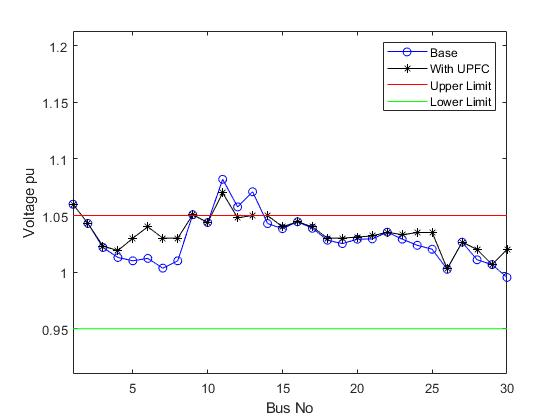 1.2
1.15
1.1
1.05
1
0.95
Voltage pu
5 10 15 20 25 30
Bus No
Base
With UPFC
Upper Limit
Lower Limit